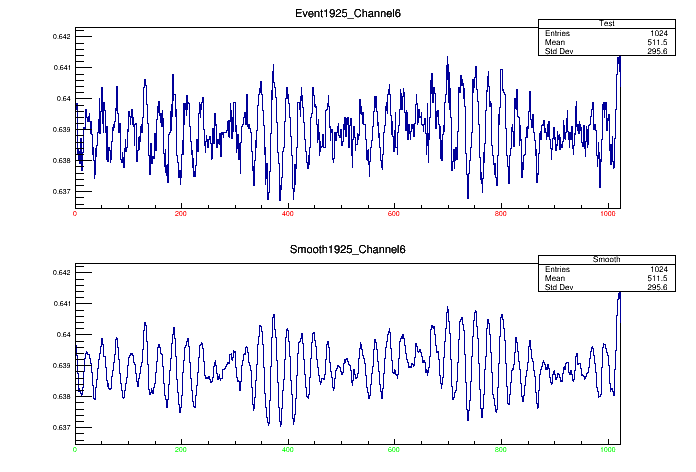 Event1925_Channel6
Test
Entries 1024
Mean 511.5
Std Dev 295.6
0.642
0.641
0.64
0.639
0.638
0.637
0 200 400 600 800 1000
Smooth1925_Channel6
Smooth
Entries 1024
Mean 511.5
Std Dev 295.6
0.642
0.641
0.64
0.639
0.638
0.637
0 200 400 600 800 1000